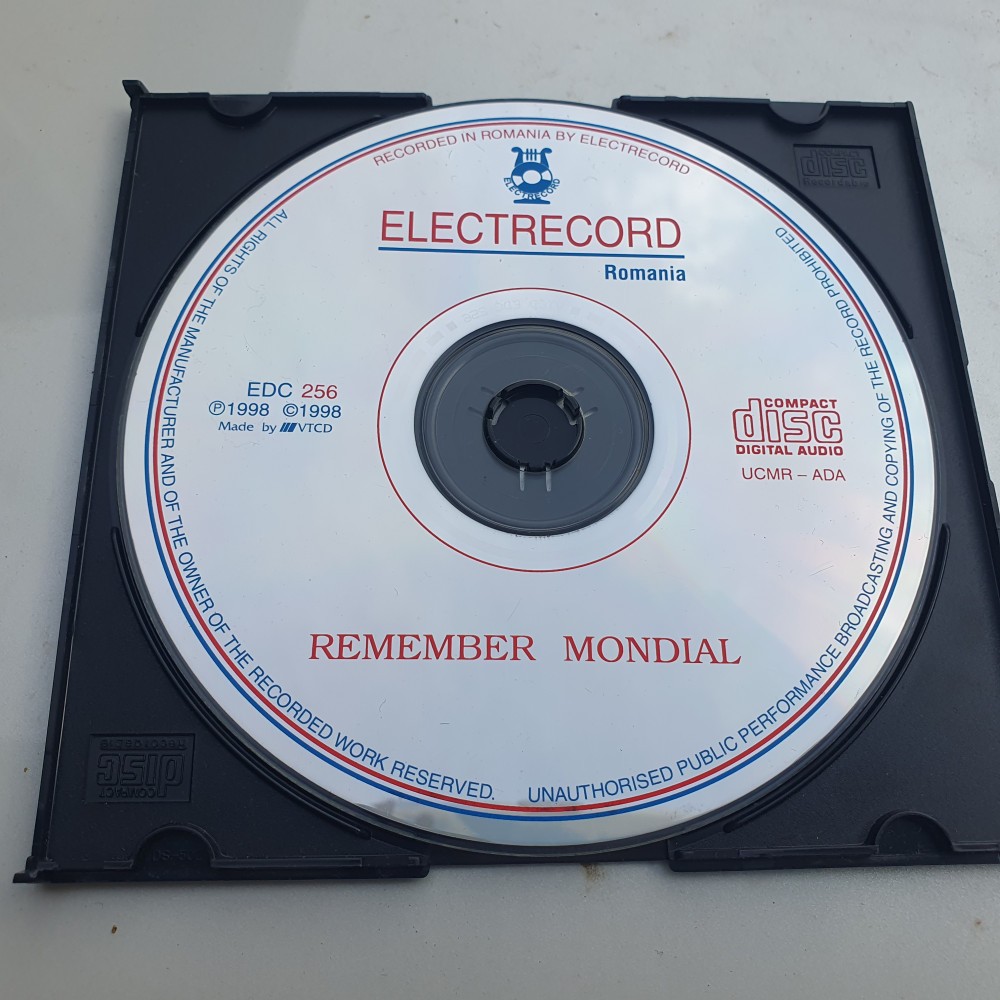 RECORDED IN ROMANIA BY ELECTRECORD
ELECTRECORD
ELECTRECORD
Romania
EDC 256
℗1998 ©1998
Made by VTCD
COMPACT
disc
DIGITAL AUDIO
UCMR – ADA
REMEMBER MONDIAL
ALL RIGHTS OF THE MANUFACTURER AND OF THE OWNER OF THE RECORDED WORK RESERVED.
UNAUTHORISED PUBLIC PERFORMANCE BROADCASTING AND COPYING OF THE RECORD PROHIBITED
disc
Recordable
COMPACT
disc